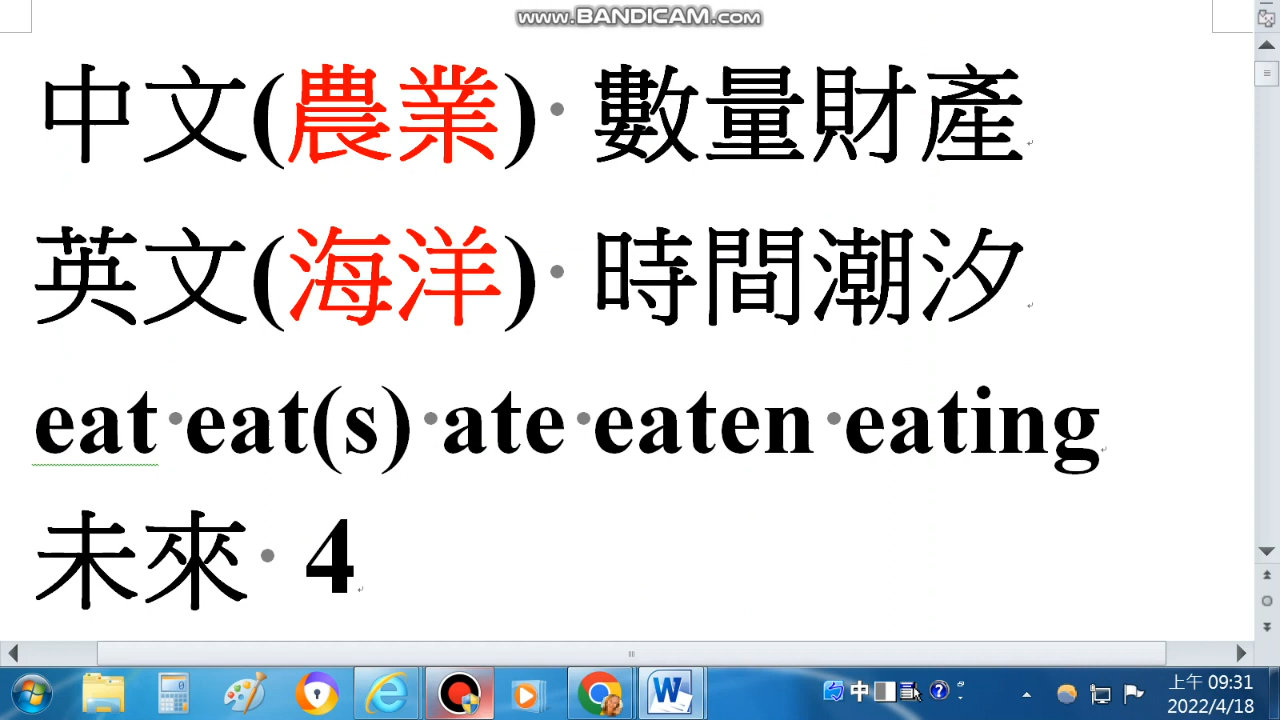 www.BANDICAM.com
中文(農業) 數量財產
英文(海洋) 時間潮汐
eat eat(s) ate eaten eating
未來 4
中
上午 09:31
2022/4/18